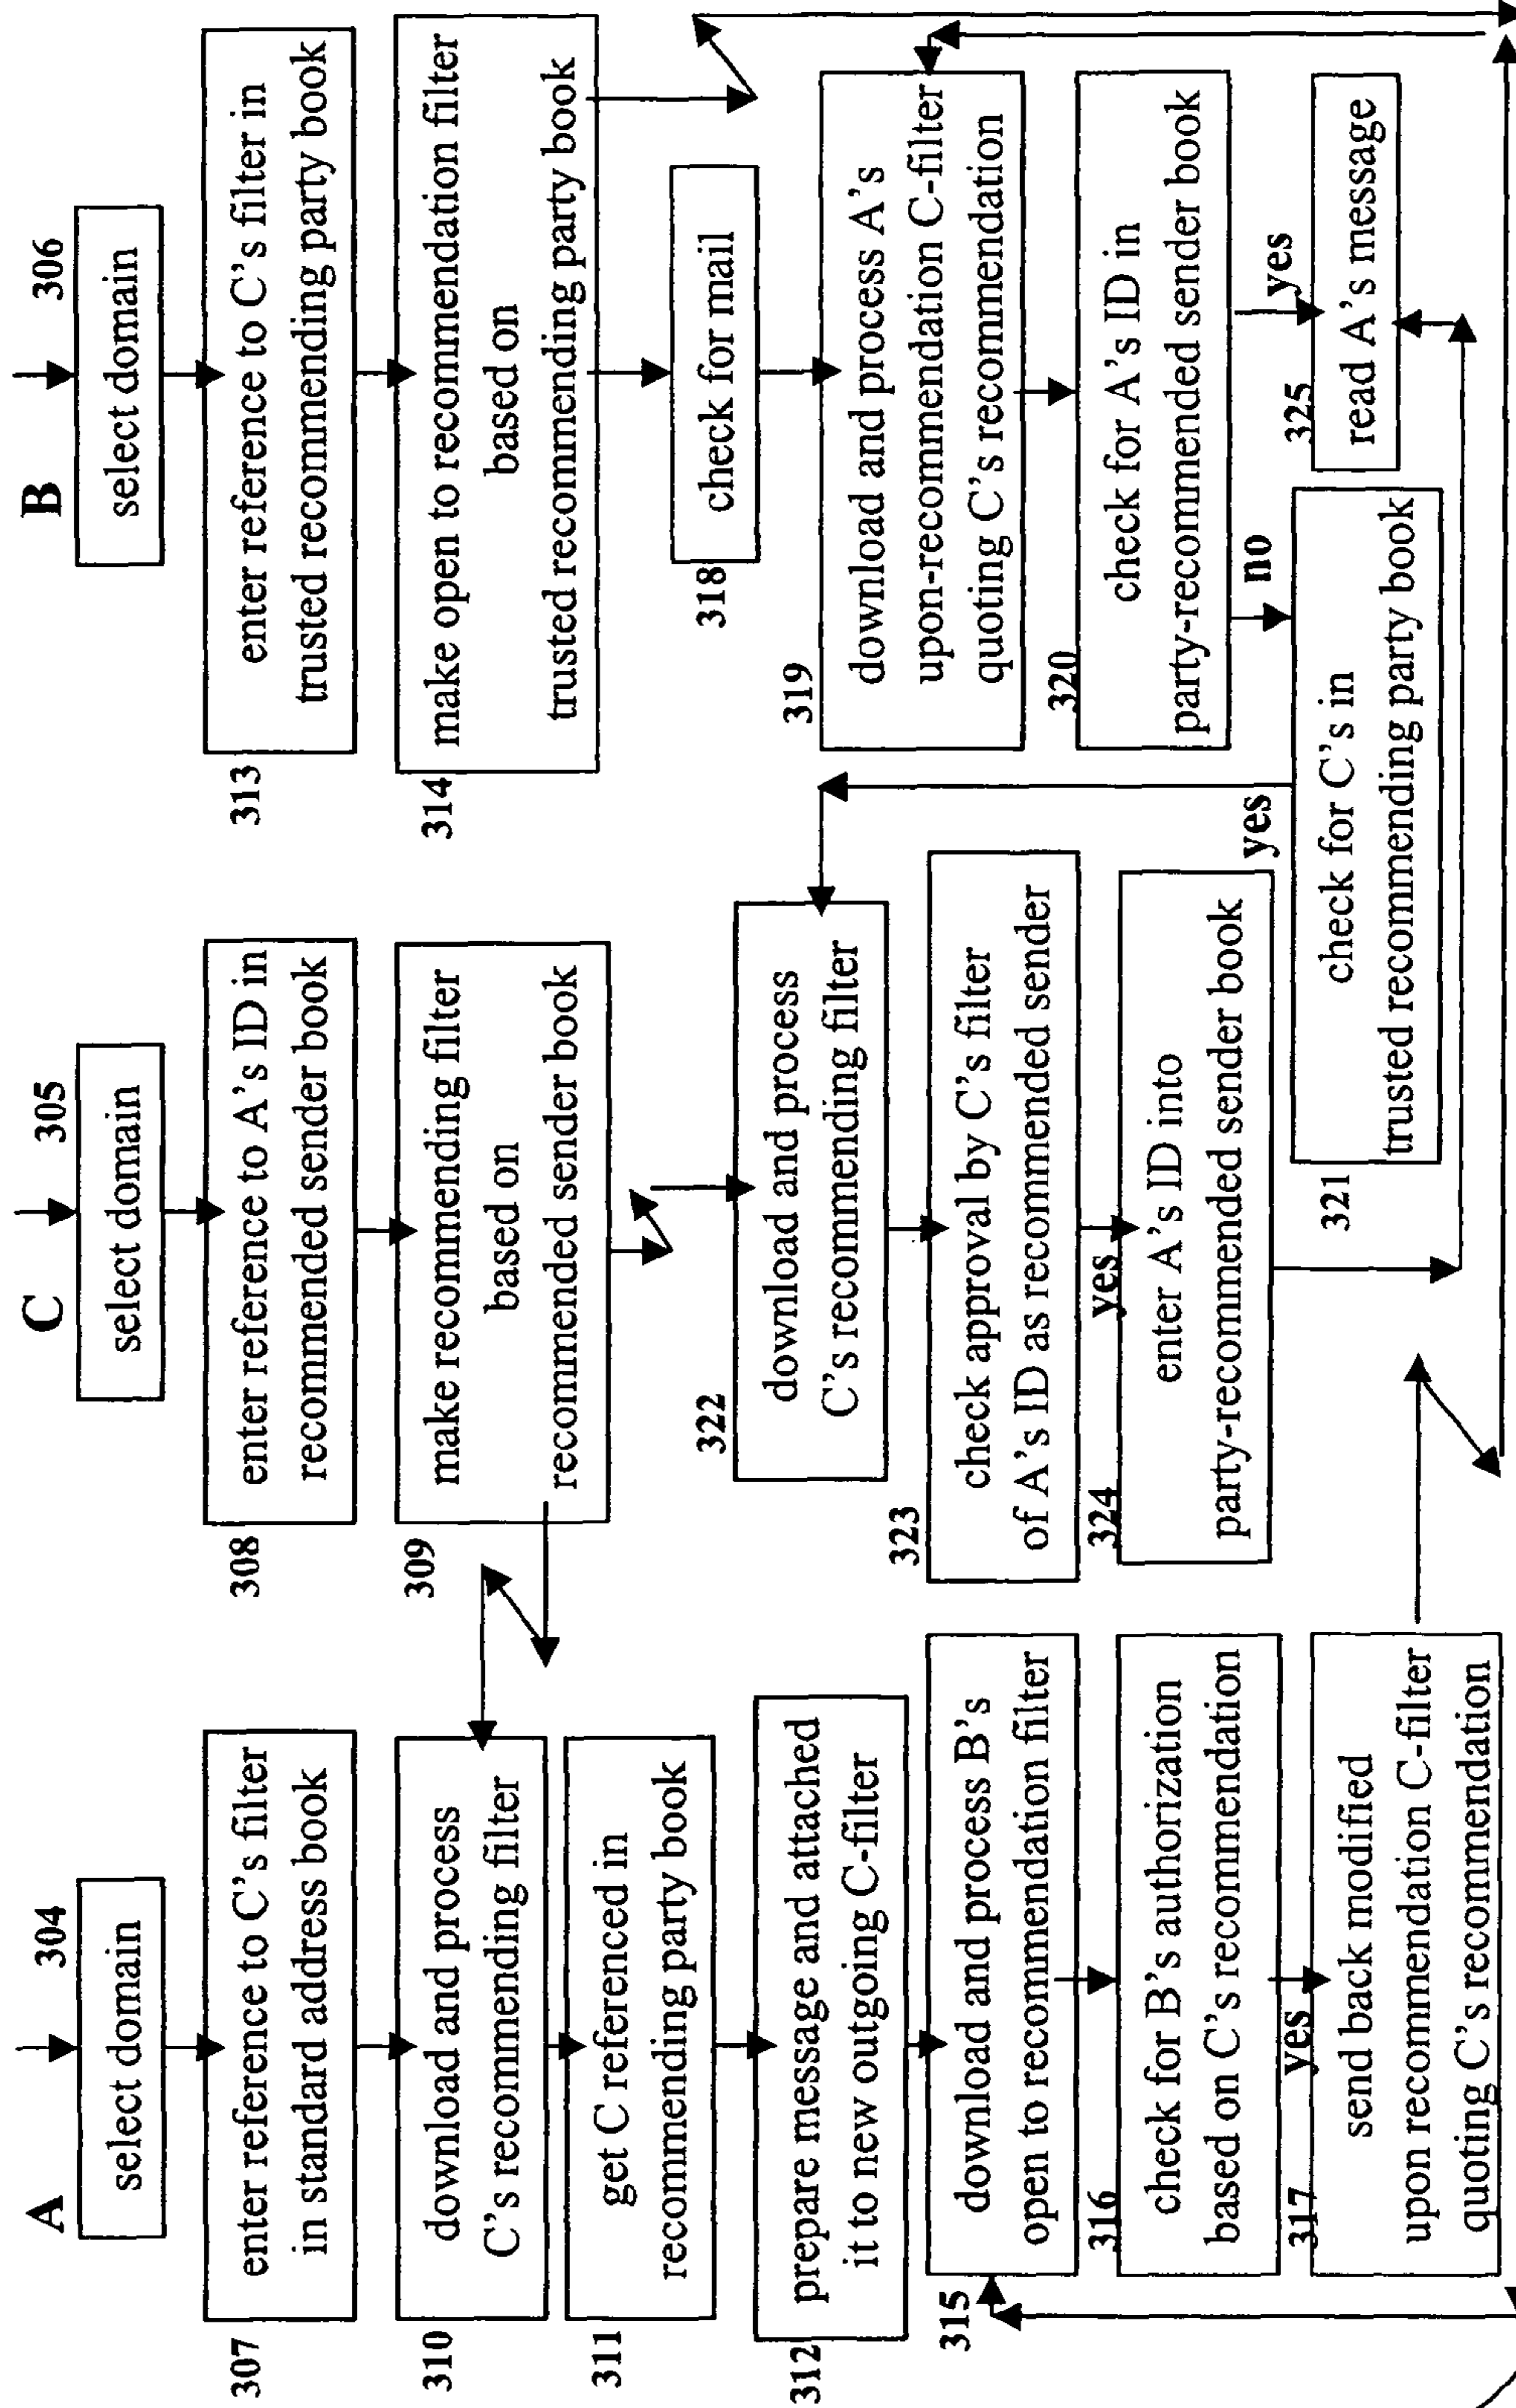 A
304
select domain
307
enter reference to C's filter
in standard address book
310
download and process
C's recommending filter
311
get C referenced in
recommending party book
312
prepare message and attached
it to new outgoing C-filter
315
download and process B's
open to recommendation filter
316
check for B's authorization
based on C's recommendation
317
yes
send back modified
upon recommendation C-filter
quoting C's recommendation
C
305
select domain
308
enter reference to A's ID in
recommended sender book
309
make recommending filter
based on
recommended sender book
322
download and process
C's recommending filter
323
check approval by C's filter
of A's ID as recommended sender
324
yes
enter A's ID into
party-recommended sender book
B
306
select domain
313
enter reference to C's filter in
trusted recommending party book
314
make open to recommendation filter
based on
trusted recommending party book
318
check for mail
319
download and process A's
upon-recommendation C-filter
quoting C's recommendation
320
check for A's ID in
party-recommended sender book
no
yes
321
yes
check for C's in
trusted recommending party book
325
read A's message